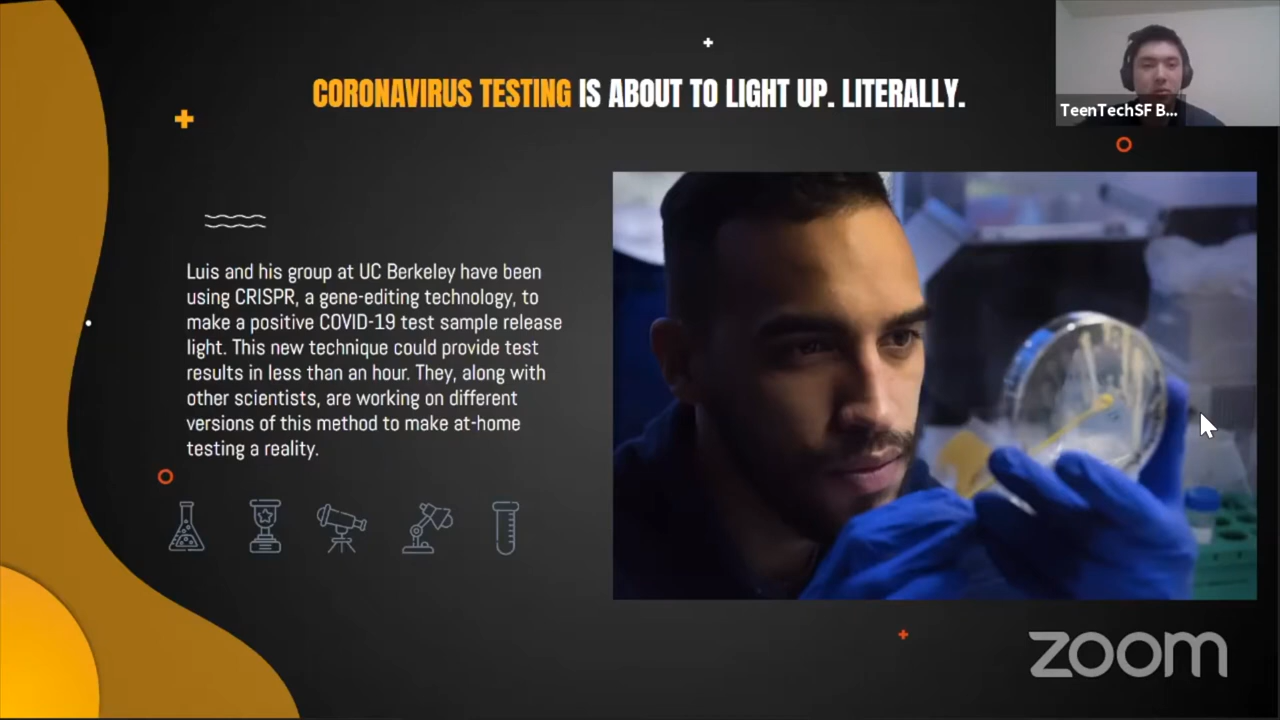 CORONAVIRUS TESTING IS ABOUT TO LIGHT UP. LITERALLY.
TeenTechSF B...
Luis and his group at UC Berkeley have been
using CRISPR, a gene-editing technology, to
make a positive COVID-19 test sample release
light. This new technique could provide test
results in less than an hour. They, along with
other scientists, are working on different
versions of this method to make at-home
testing a reality.
zoom